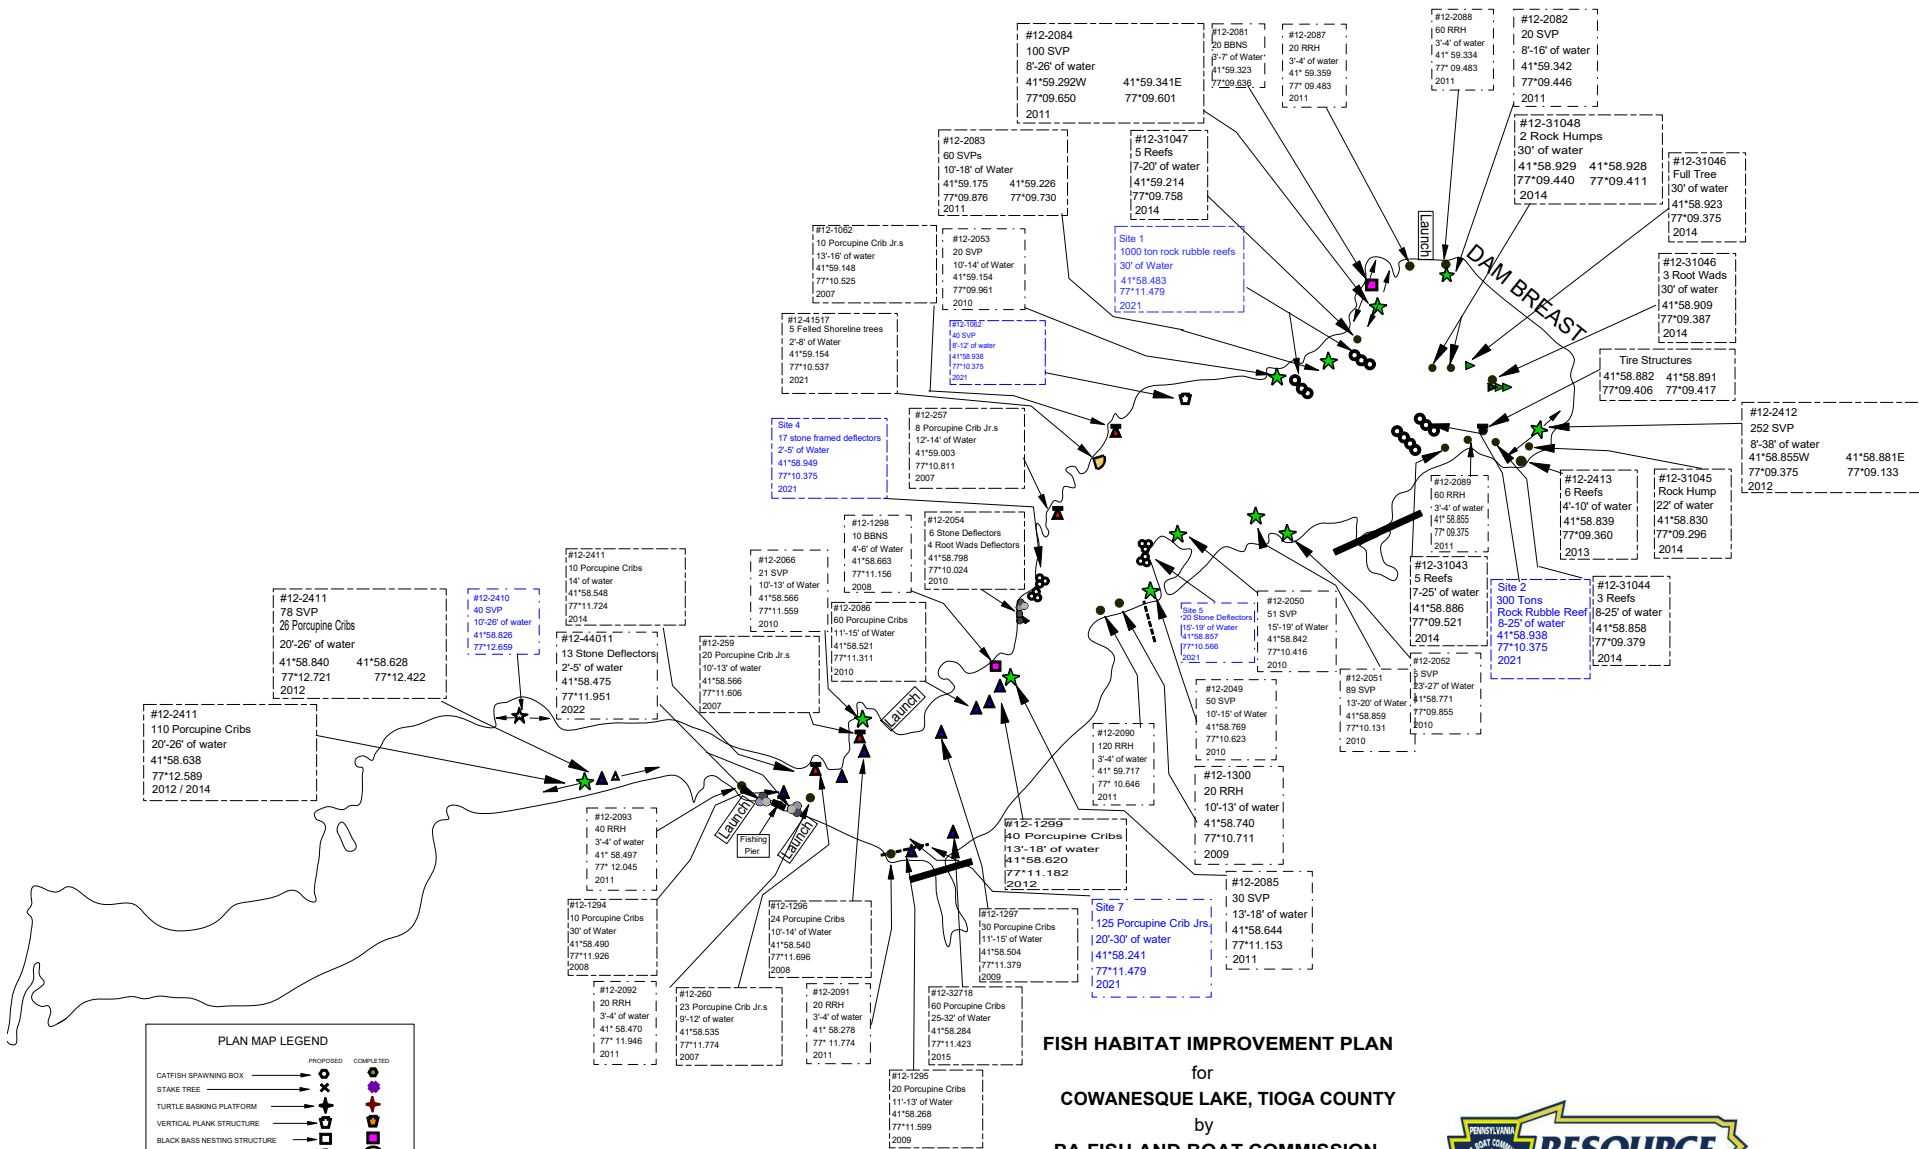 #12-2084
100 SVP
8'-26' of water
41*59.292W 41*59.341E
77*09.650 77*09.601
2011
#12-2081
20 BBNS
3'-7' of Water
41*59.323
77*09.636
#12-2087
20 RRH
3'-4' of water
41* 59.359
77* 09.483
2011
#12-2088
60 RRH
3'-4' of water
41* 59.334
77* 09.483
2011
#12-2082
20 SVP
8'-16' of water
41*59.342
77*09.446
2011
#12-2083
60 SVPs
10'-18' of Water
41*59.175 41*59.226
77*09.876 77*09.730
2011
#12-31047
5 Reefs
7-20' of water
41*59.214
77*09.758
2014
#12-31048
2 Rock Humps
30' of water
41*58.929 41*58.928
77*09.440 77*09.411
2014
#12-31046
Full Tree
30' of water
41*58.923
77*09.375
2014
#12-1062
10 Porcupine Crib Jr.s
13'-16' of water
41*59.148
77*10.525
2007
#12-2053
20 SVP
10'-14' of Water
41*59.154
77*09.961
2010
Site 1
1000 ton rock rubble reefs
30' of Water
41*58.483
77*11.479
2021
Launch
DAM BREAST
#12-31046
3 Root Wads
30' of water
41*58.909
77*09.387
2014
#12-41517
5 Felled Shoreline trees
2'-8' of Water
41*59.154
77*10.537
2021
#12-1062
40 SVP
8'-12' of water
41*58.938
77*10.375
2021
Tire Structures
41*58.882 41*58.891
77*09.406 77*09.417
Site 4
17 stone framed deflectors
2'-5' of Water
41*58.949
77*10.375
2021
#12-257
8 Porcupine Crib Jr.s
12'-14' of Water
41*59.003
77*10.811
2007
#12-2412
252 SVP
8'-38' of water
41*58.855W 41*58.881E
77*09.375 77*09.133
2012
#12-2089
60 RRH
3'-4' of water
41* 58.855
77* 09.375
2011
#12-2413
6 Reefs
4'-10' of water
41*58.839
77*09.360
2013
#12-31045
Rock Hump
22' of water
41*58.830
77*09.296
2014
#12-1298
10 BBNS
4'-6' of Water
41*58.663
77*11.156
2008
#12-2054
6 Stone Deflectors
4 Root Wads Deflectors
41*58.798
77*10.024
2010
#12-2411
10 Porcupine Cribs
14' of water
41*58.548
77*11.724
2014
#12-2066
21 SVP
10'-13' of Water
41*58.566
77*11.559
2010
#12-31043
5 Reefs
7-25' of water
41*58.886
77*09.521
2014
Site 2
300 Tons
Rock Rubble Reef
8-25' of water
41*58.938
77*10.375
2021
#12-31044
3 Reefs
8-25' of water
41*58.858
77*09.379
2014
#12-2411
78 SVP
26 Porcupine Cribs
20'-26' of water
41*58.840 41*58.628
77*12.721 77*12.422
2012
#12-2410
40 SVP
10'-26' of water
41*58.826
77*12.659
#12-44011
13 Stone Deflectors
2'-5' of water
41*58.475
77*11.951
2022
#12-259
20 Porcupine Crib Jr.s
10'-13' of water
41*58.566
77*11.606
2007
#12-2086
60 Porcupine Cribs
11'-15' of Water
41*58.521
77*11.311
2010
Site 5
20 Stone Deflectors
15'-19' of Water
41*58.857
77*10.566
2021
#12-2050
51 SVP
15'-19' of Water
41*58.842
77*10.416
2010
#12-2051
89 SVP
13'-20' of Water
41*58.859
77*10.131
2010
#12-2052
5 SVP
23'-27' of Water
41*58.771
77*09.855
2010
#12-2049
50 SVP
10'-15' of Water
41*58.769
77*10.623
2010
#12-2411
110 Porcupine Cribs
20'-26' of water
41*58.638
77*12.589
2012 / 2014
Launch
#12-2090
120 RRH
3'-4' of water
41* 59.717
77* 10.646
2011
#12-1300
20 RRH
10'-13' of water
41*58.740
77*10.711
2009
#12-2093
40 RRH
3'-4' of water
41* 58.497
77* 12.045
2011
Launch
Fishing
Pier
Launch
#12-1299
40 Porcupine Cribs
13'-18' of water
41*58.620
77*11.182
2012
#12-2085
30 SVP
13'-18' of water
41*58.644
77*11.153
2011
#12-1294
10 Porcupine Cribs
30' of Water
41*58.490
77*11.926
2008
#12-1296
24 Porcupine Cribs
10'-14' of water
41*58.540
77*11.696
2008
#12-1297
30 Porcupine Cribs
11'-15' of Water
41*58.504
77*11.379
2009
Site 7
125 Porcupine Crib Jrs.
20'-30' of water
41*58.241
77*11.479
2021
#12-2092
20 RRH
3'-4' of water
41* 58.470
77* 11.946
2011
#12-260
23 Porcupine Crib Jr.s
9'-12' of water
41*58.535
77*11.774
2007
#12-2091
20 RRH
3'-4' of water
41* 58.278
77* 11.774
2011
#12-32718
60 Porcupine Cribs
25-32' of Water
41*58.284
77*11.423
2015
#12-1295
20 Porcupine Cribs
11'-13' of Water
41*58.268
77*11.599
2009
PLAN MAP LEGEND
PROPOSED COMPLETED
CATFISH SPAWNING BOX
STAKE TREE
TURTLE BASKING PLATFORM
VERTICAL PLANK STRUCTURE
BLACK BASS NESTING STRUCTURE
FISH HABITAT IMPROVEMENT PLAN
for
COWANESQUE LAKE, TIOGA COUNTY
by
PA FISH AND BOAT COMMISSION
PENNSYLVANIA
BOAT COMMIS
RESOURCE